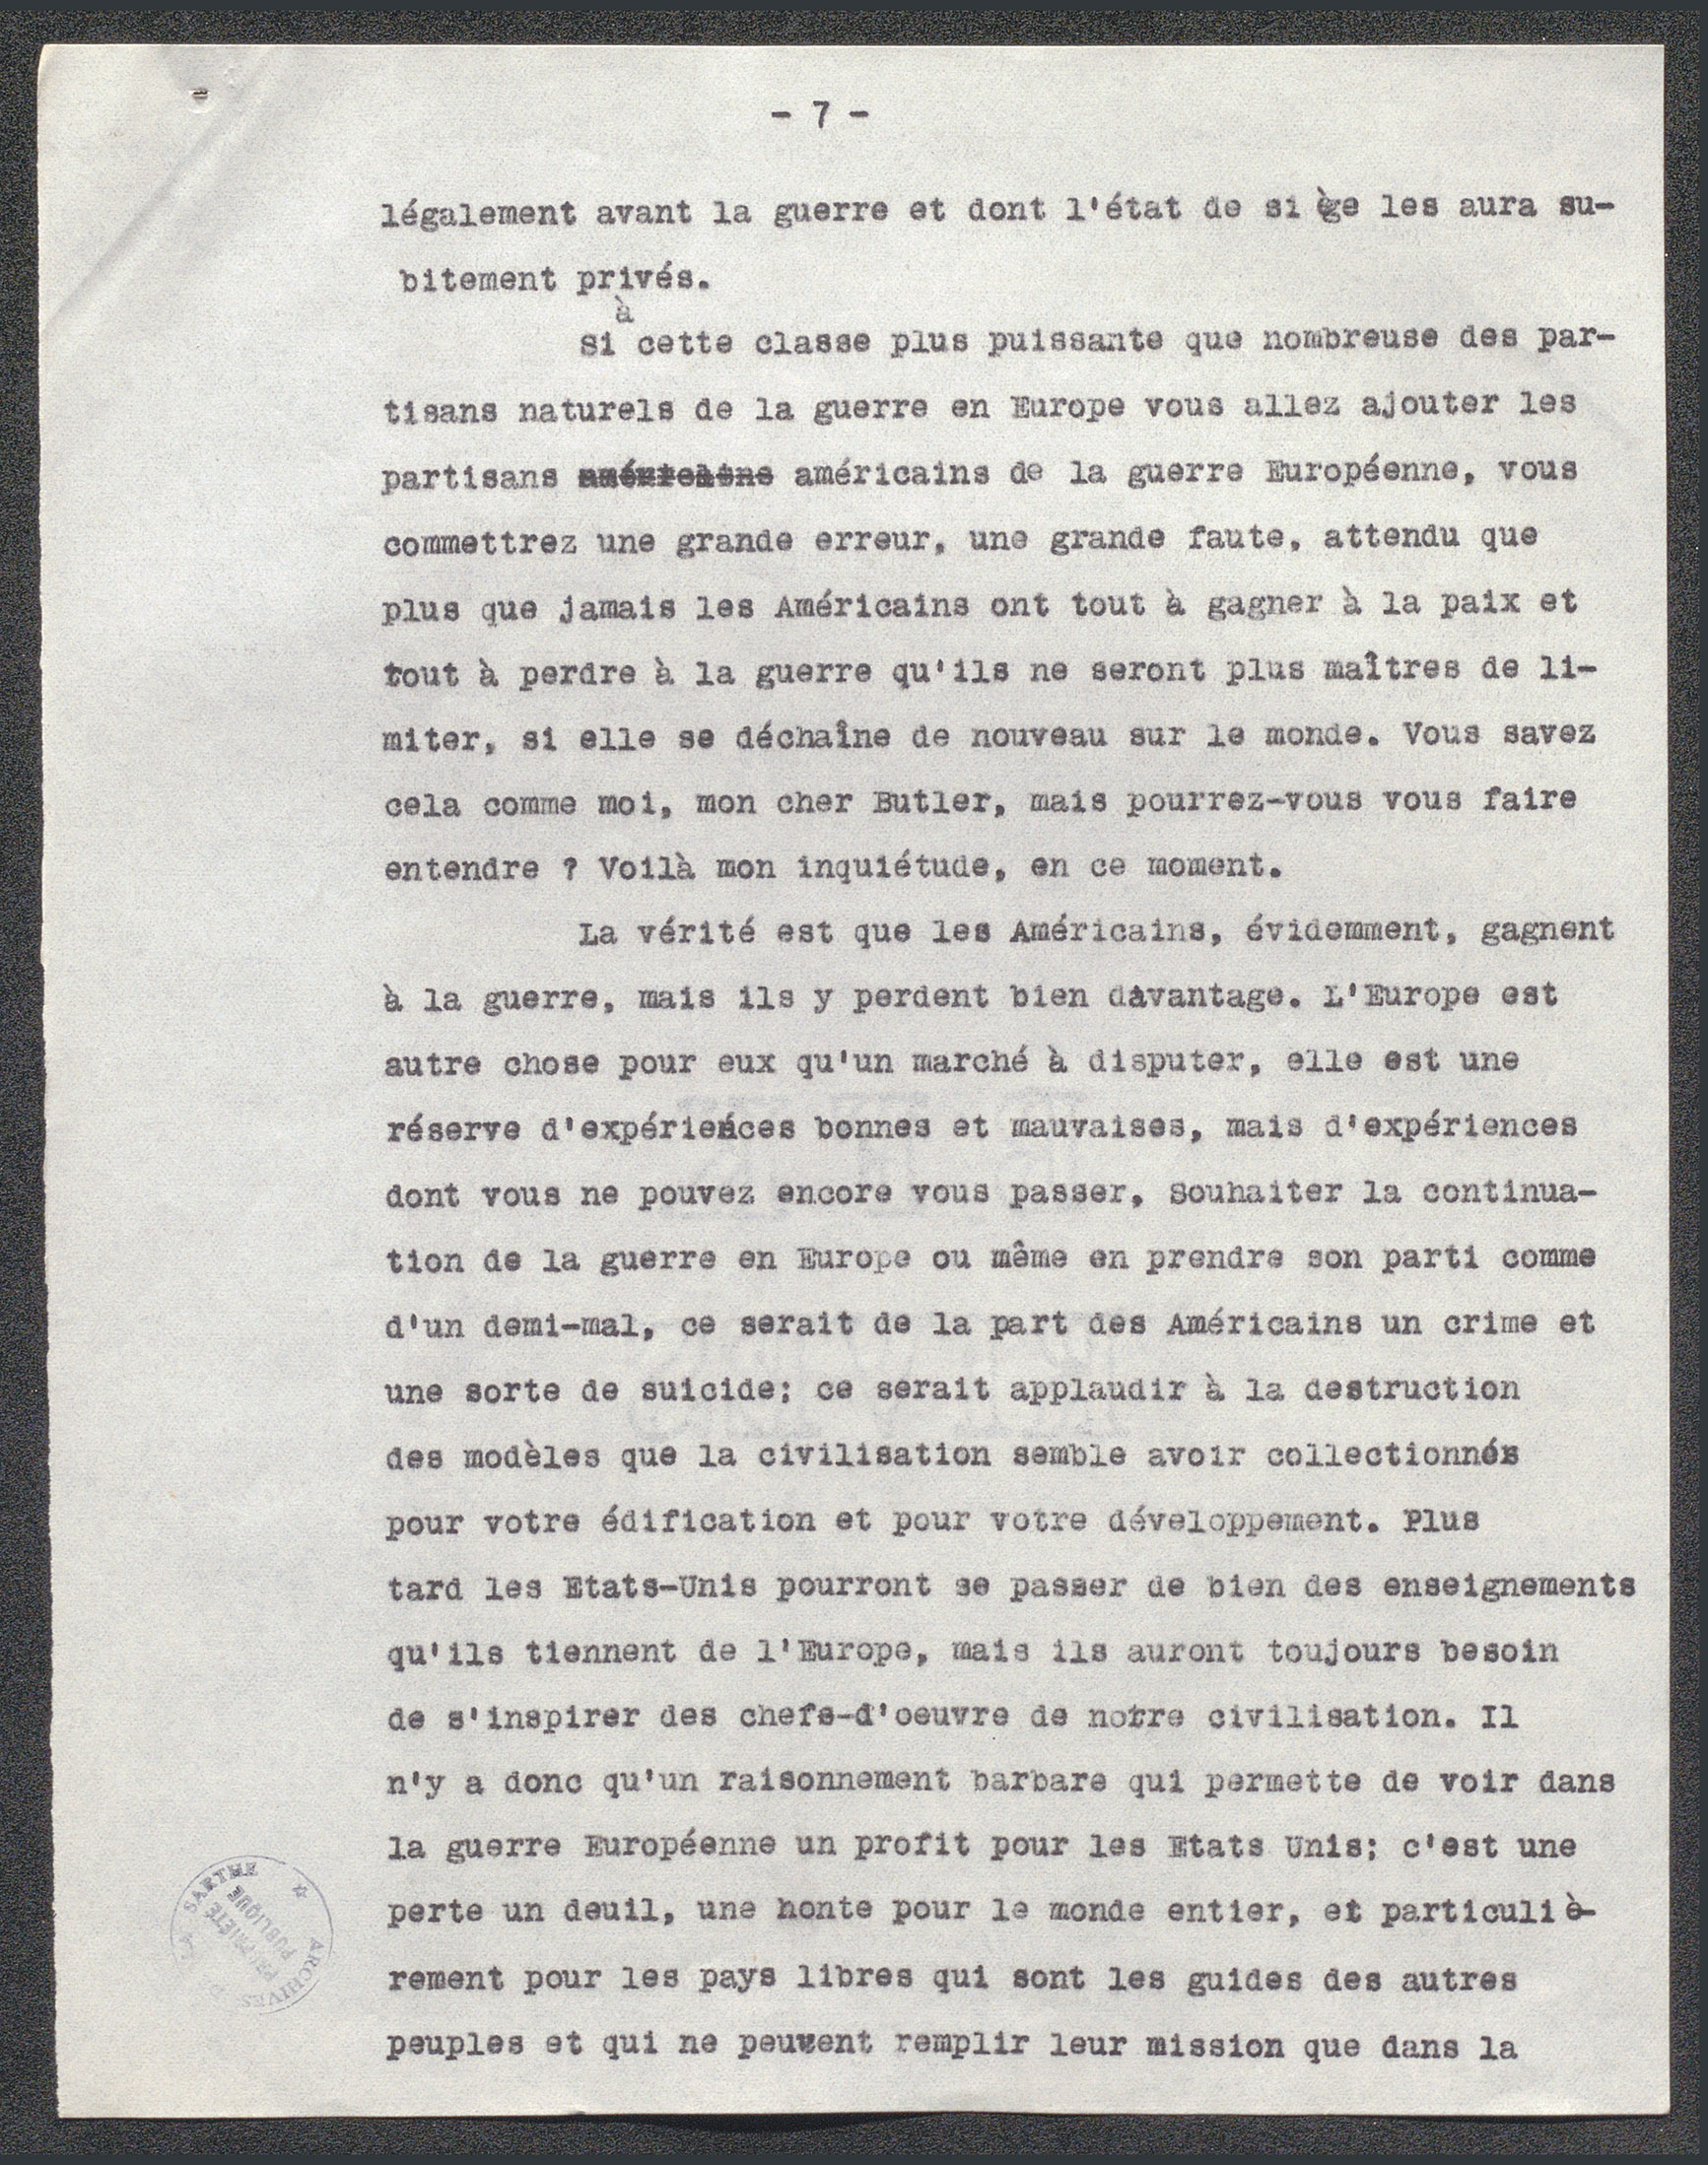 - 7 -
légalement avant la guerre et dont l'état de siège les aura su-
bitement privés.
à
Si cette classe plus puissante que nombreuse des par-
tisans naturels de la guerre en Europe vous allez ajouter les
partisans américains de la guerre Européenne, vous
commettrez une grande erreur, une grande faute, attendu que
plus que jamais les Américains ont tout à gagner à la paix et
tout à perdre à la guerre qu'ils ne seront plus maîtres de li-
miter, si elle se déchaîne de nouveau sur le monde. Vous savez
cela comme moi, mon cher Butler, mais pourrez-vous vous faire
entendre ? Voilà mon inquiétude, en ce moment.
La vérité est que les Américains, évidemment, gagnent
à la guerre, mais ils y perdent bien davantage. L'Europe est
autre chose pour eux qu'un marché à disputer, elle est une
réserve d'expériences bonnes et mauvaises, mais d'expériences
dont vous ne pouvez encore vous passer, Souhaiter la continua-
tion de la guerre en Europe ou même en prendre son parti comme
d'un demi-mal, ce serait de la part des Américains un crime et
une sorte de suicide; ce serait applaudir à la destruction
des modèles que la civilisation semble avoir collectionnés
pour votre édification et pour votre développement. Plus
tard les Etats-Unis pourront se passer de bien des enseignements
qu'ils tiennent de l'Europe, mais ils auront toujours besoin
de s'inspirer des chefs-d'oeuvre de notre civilisation. Il
n'y a donc qu'un raisonnement barbare qui permette de voir dans
la guerre Européenne un profit pour les Etats Unis; c'est une
perte un deuil, une honte pour le monde entier, et particuliè-
rement pour les pays libres qui sont les guides des autres
peuples et qui ne peuvent remplir leur mission que dans la
ARCHIVES SARTHE
PROPRIÉTÉ
PUBLIQUE